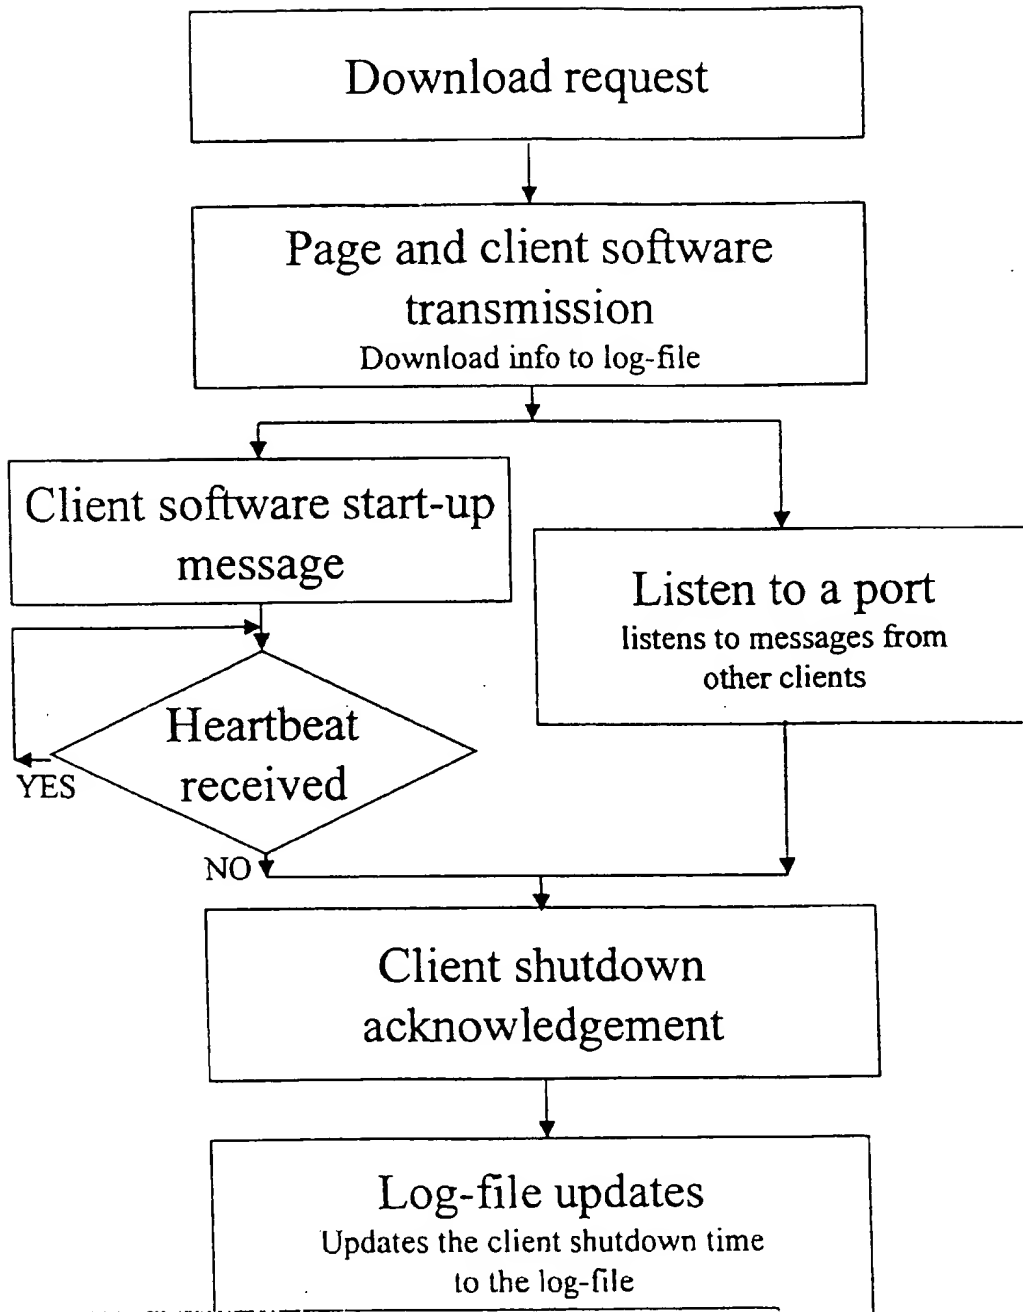 Download request
Page and client software
transmission
Download info to log-file
Client software start-up
message
Listen to a port
listens to messages from
other clients
Heartbeat
received
YES
NO
Client shutdown
acknowledgement
Log-file updates
Updates the client shutdown time
to the log-file